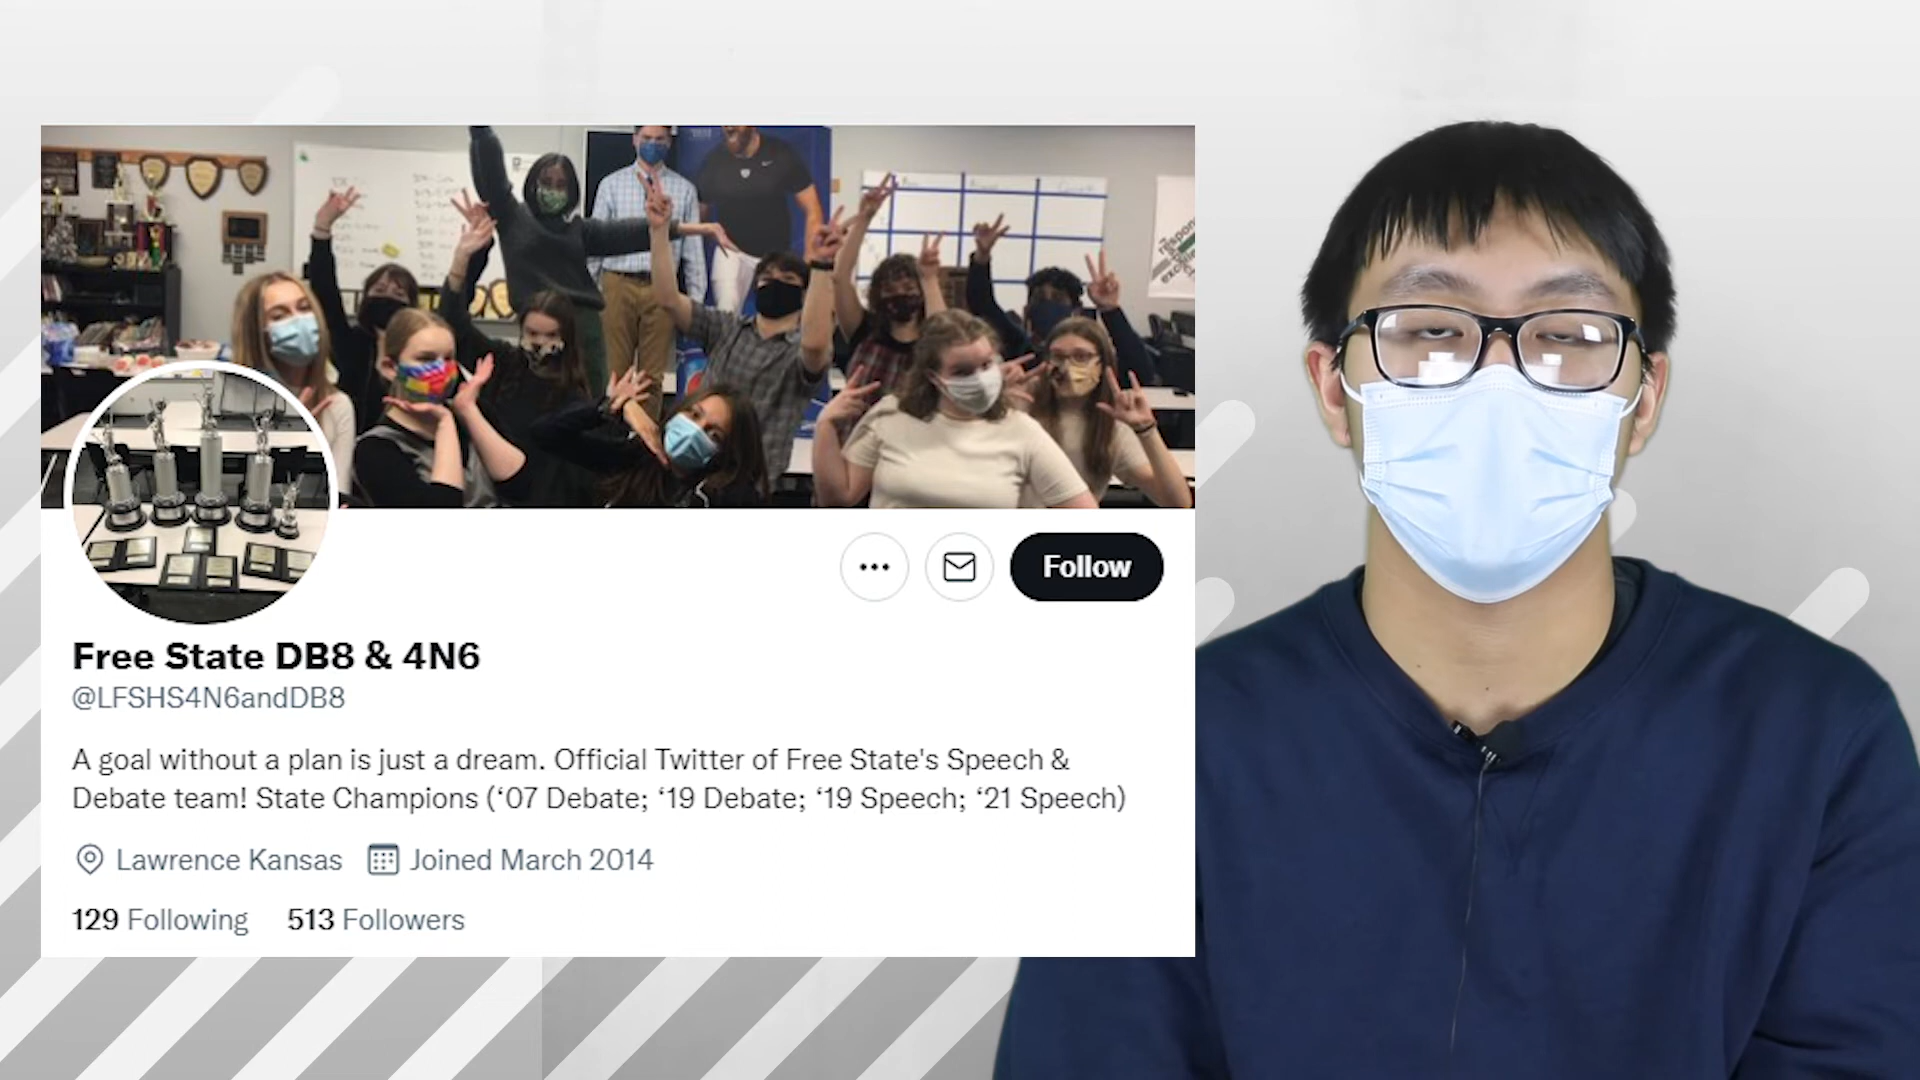 respon
exce
Follow
Free State DB8 & 4N6
@LFSHS4N6andDB8
A goal without a plan is just a dream. Official Twitter of Free State's Speech &
Debate team! State Champions (‘07 Debate; ‘19 Debate; ‘19 Speech; ‘21 Speech)
Lawrence Kansas Joined March 2014
129 Following 513 Followers